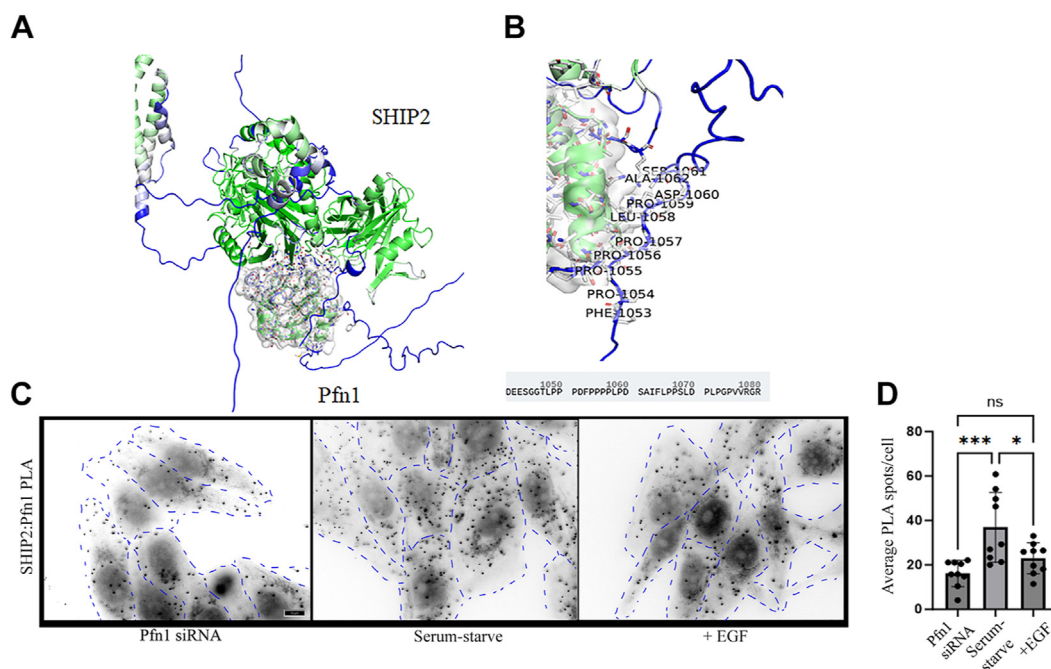 A
B
SHIP2
Pfn1
SER-1061
ALA-1062
ASP-1060
PRO-1059
LEU-1058
PRO-1057
PRO-1056
PRO-1055
PRO-1054
PHE-1053
1050 1060 1070 1080
DEESGGTLPP PDFPPPPLPD SAIFLPPSLD PLPGPVVRGR
C
D
SHIP2::Pfn1 PLA
Pfn1 siRNA
Serum-starve
+ EGF
Average PLA spots/cell
80
60
40
20
0
ns
*** *
Pfn1 siRNA
Serum-starve
+EGF